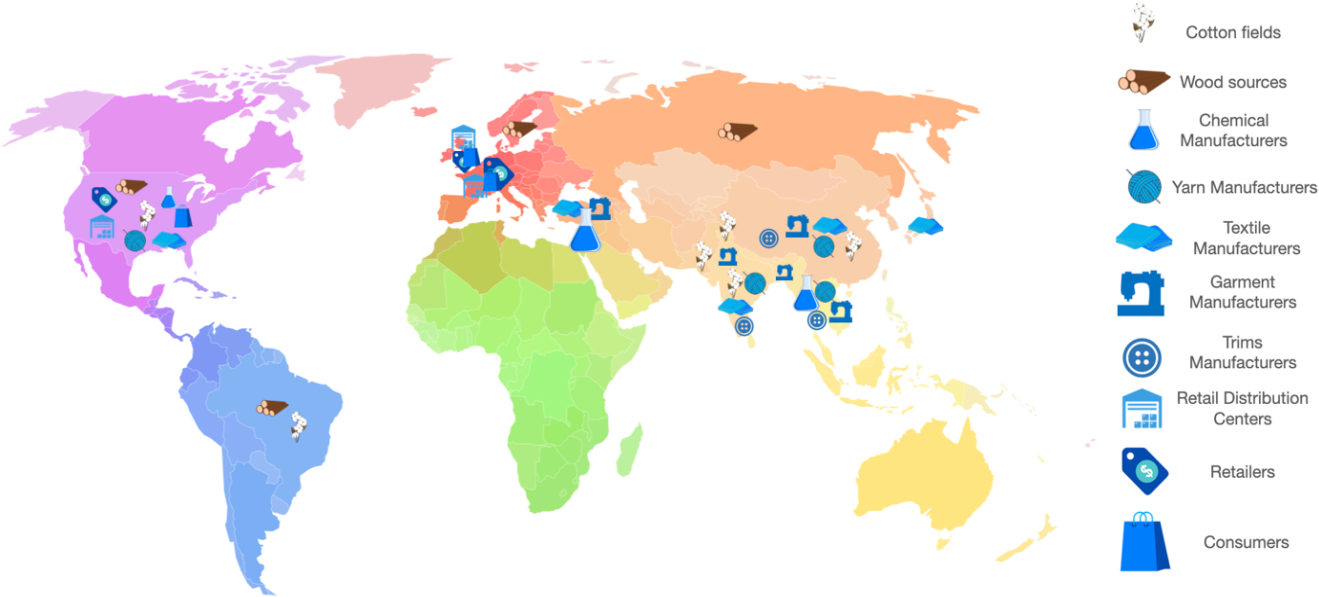 Cotton fields
Wood sources
Chemical
Manufacturers
Yarn Manufacturers
Textile
Manufacturers
Garment
Manufacturers
Trims
Manufacturers
Retail Distribution
Centers
Retailers
Consumers